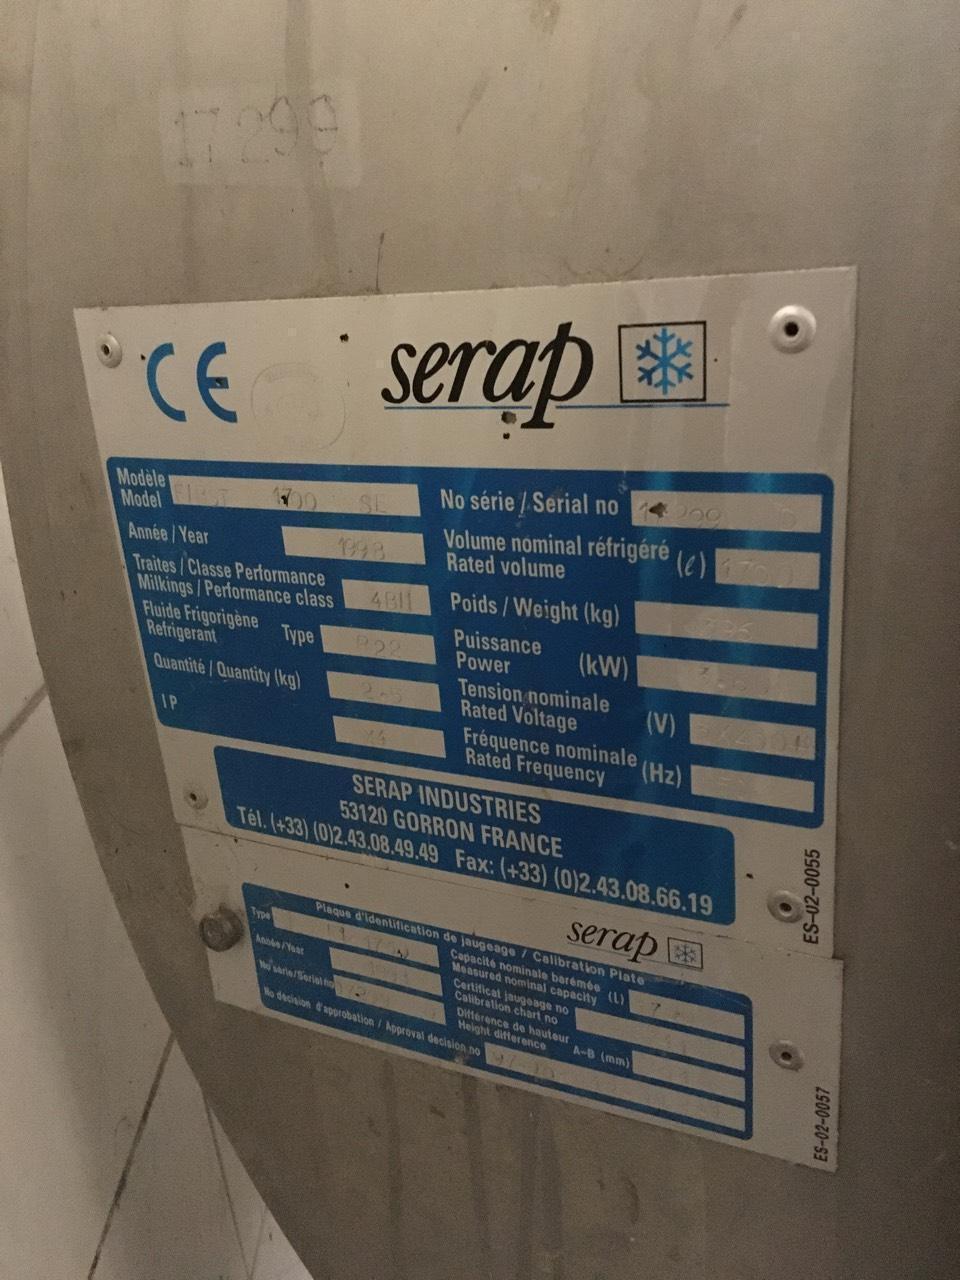 17299
CE
serap
Modèle
Model
FIRST 1700 SE
Année / Year
1998
Traites / Classe Performance
Milkings / Performance class
4BII
Fluide Frigorigène
Refrigerant
Type
R22
Quantité / Quantity (kg)
IP
No série / Serial no
Volume nominal réfrigéré
Rated volume
(ℓ)
1700
Poids / Weight (kg)
Puissance
Power
(kW)
Tension nominale
Rated Voltage
(V)
Fréquence nominale
Rated Frequency
(Hz)
SERAP INDUSTRIES
53120 GORRON FRANCE
Tél. (+33) (0)2.43.08.49.49 Fax: (+33) (0)2.43.08.66.19
ES-02-0055
serap
Plaque d'identification de jaugeage / Calibration Plate
Type
Année/Year
No série/Serial no
No décision d'approbation / Approval decision no
Capacité nominale barémée
Measured nominal capacity (L)
Certificat jaugeage no
Calibration chart no
Différence de hauteur
Height difference
A-B (mm)
ES-02-0057